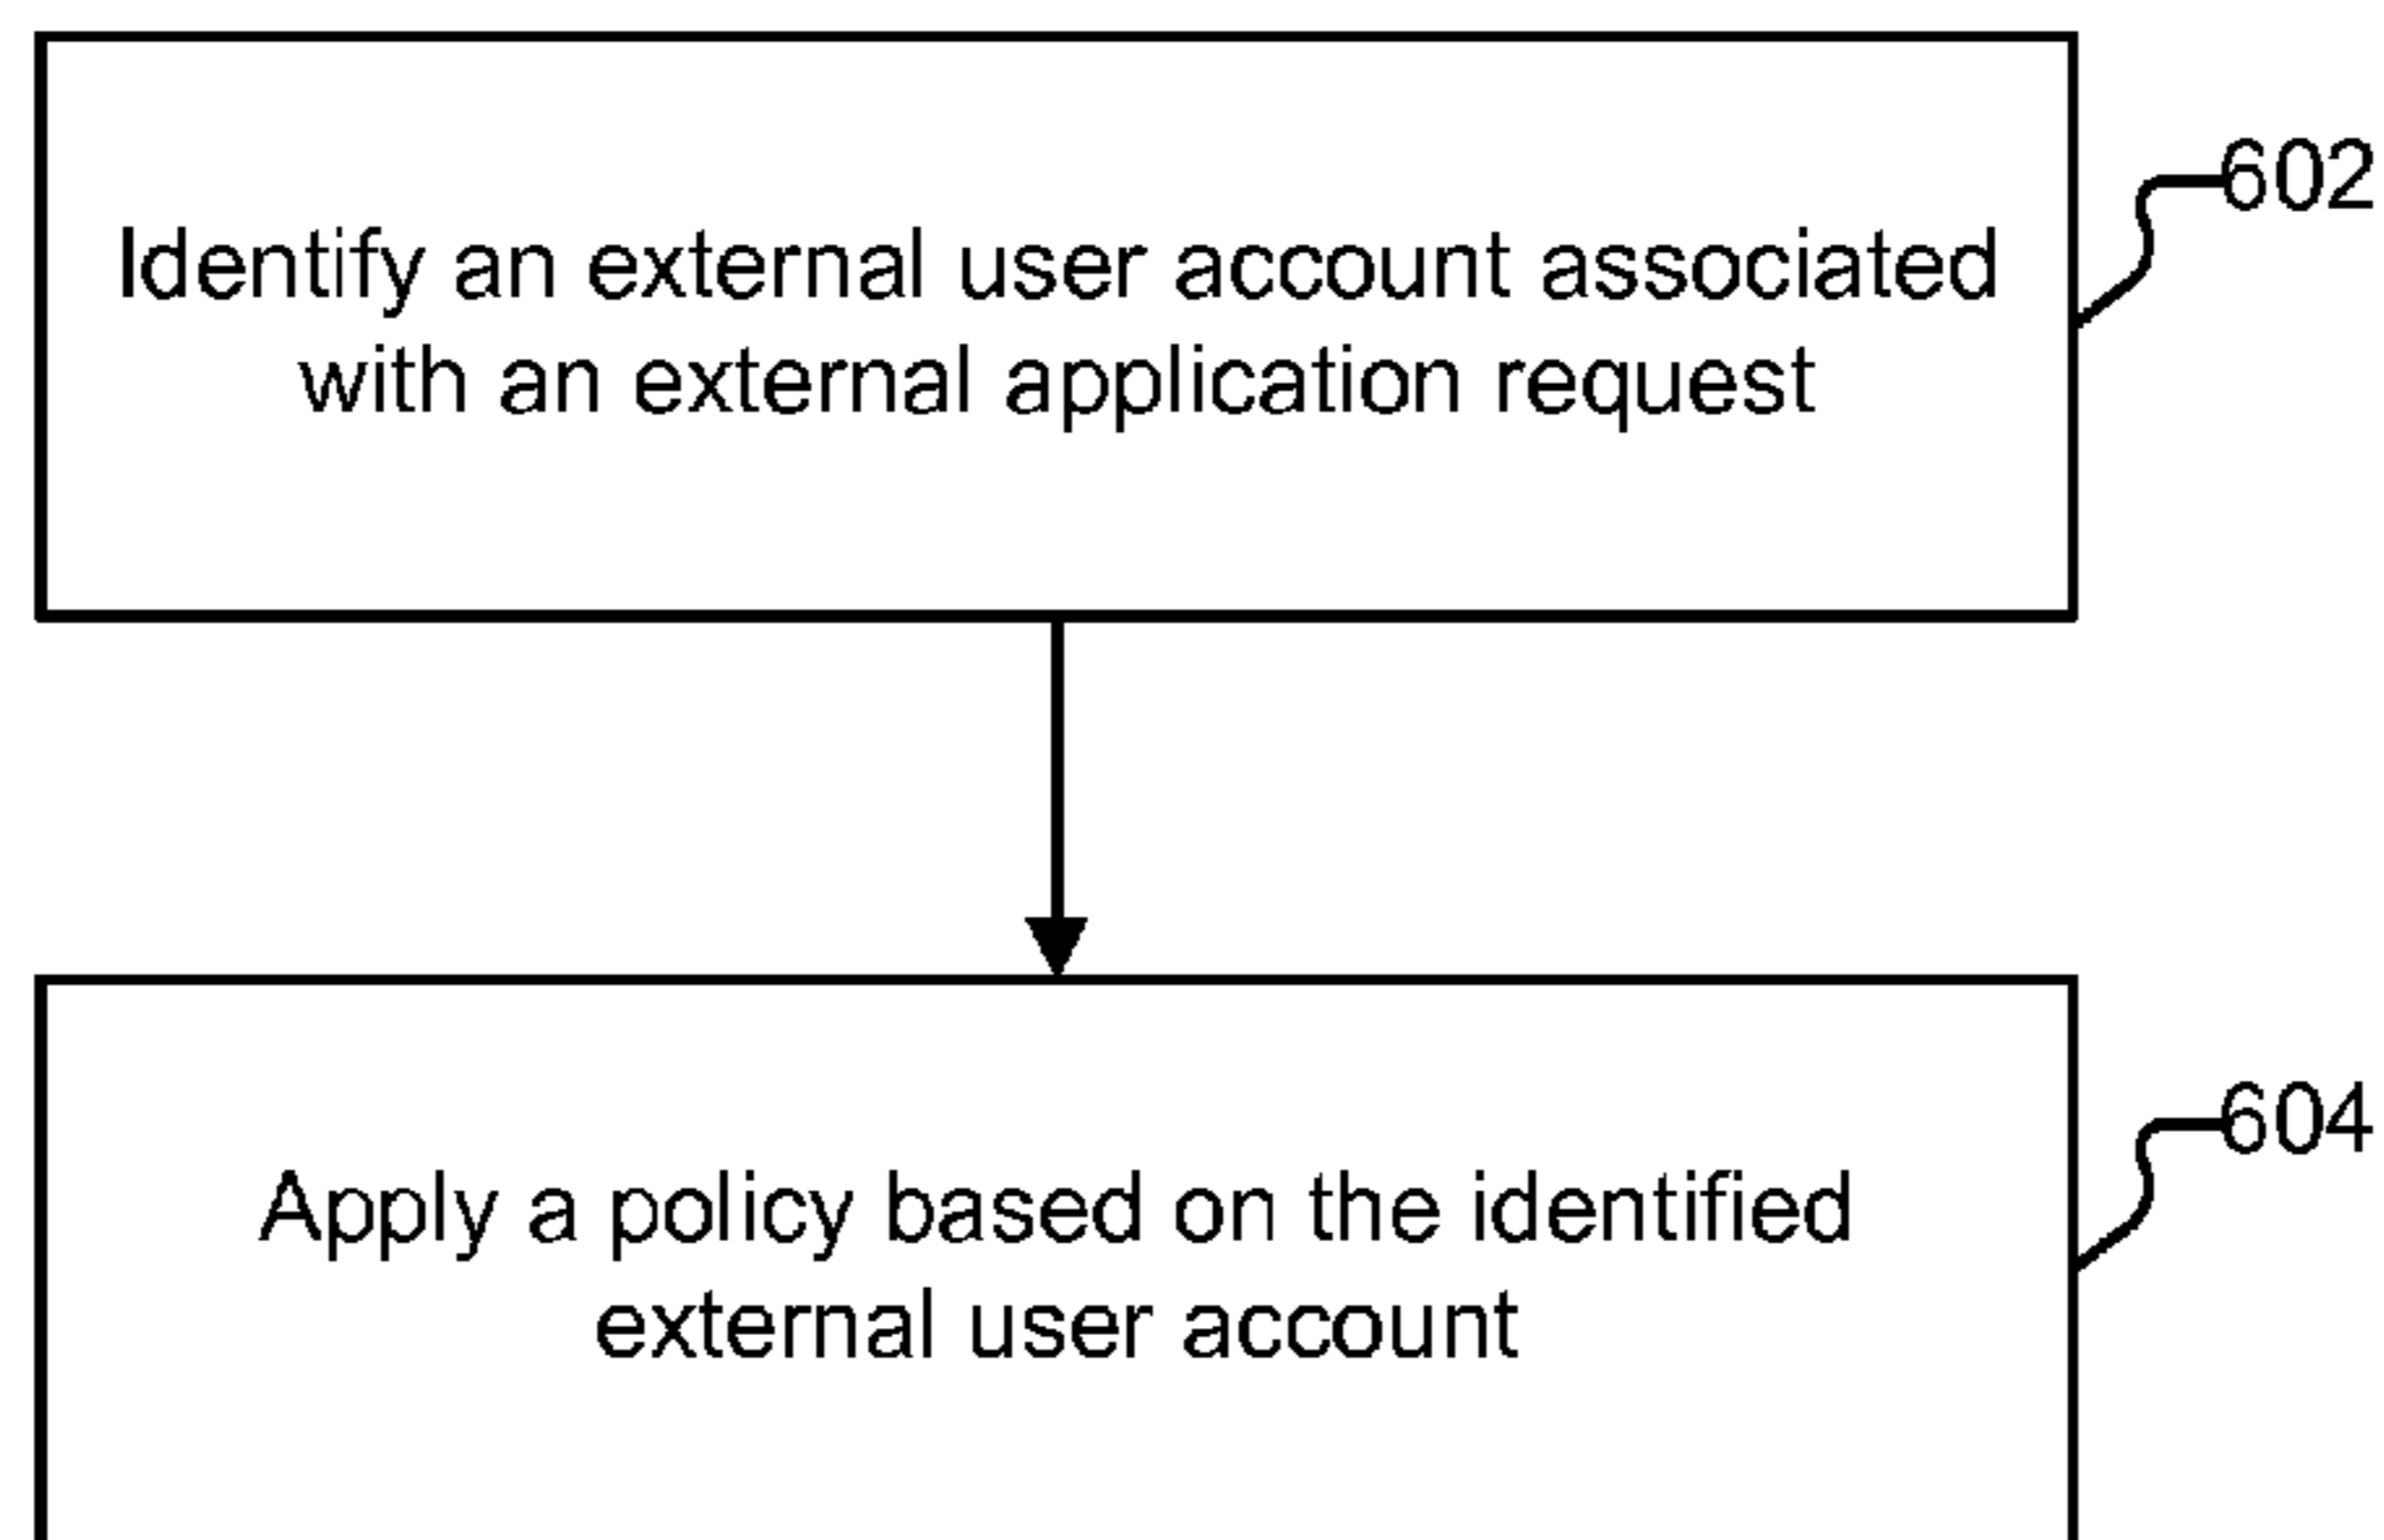 602
Identify an external user account associated
with an external application request
604
Apply a policy based on the identified
external user account